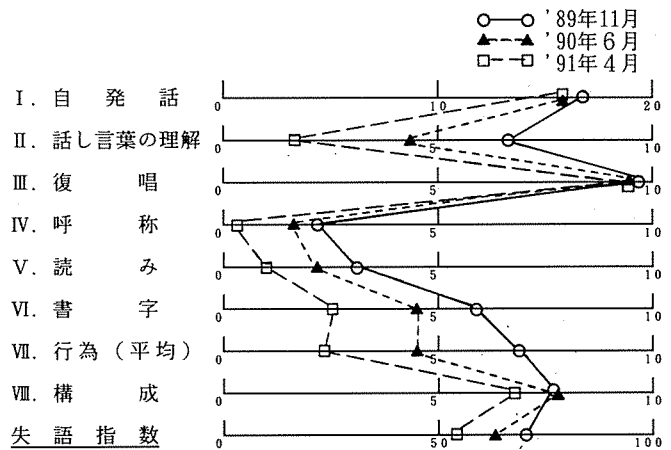 '89年11月
'90年6月
'91年4月
Ⅰ. 自発話 0 10 20
Ⅱ. 話し言葉の理解 0 5 10
Ⅲ. 復唱 0 5 10
Ⅳ. 呼称 0 5 10
Ⅴ. 読み 0 5 10
Ⅵ. 書字 0 5 10
Ⅶ. 行為(平均) 0 5 10
Ⅷ. 構成 0 5 10
失語指数 0 50 100